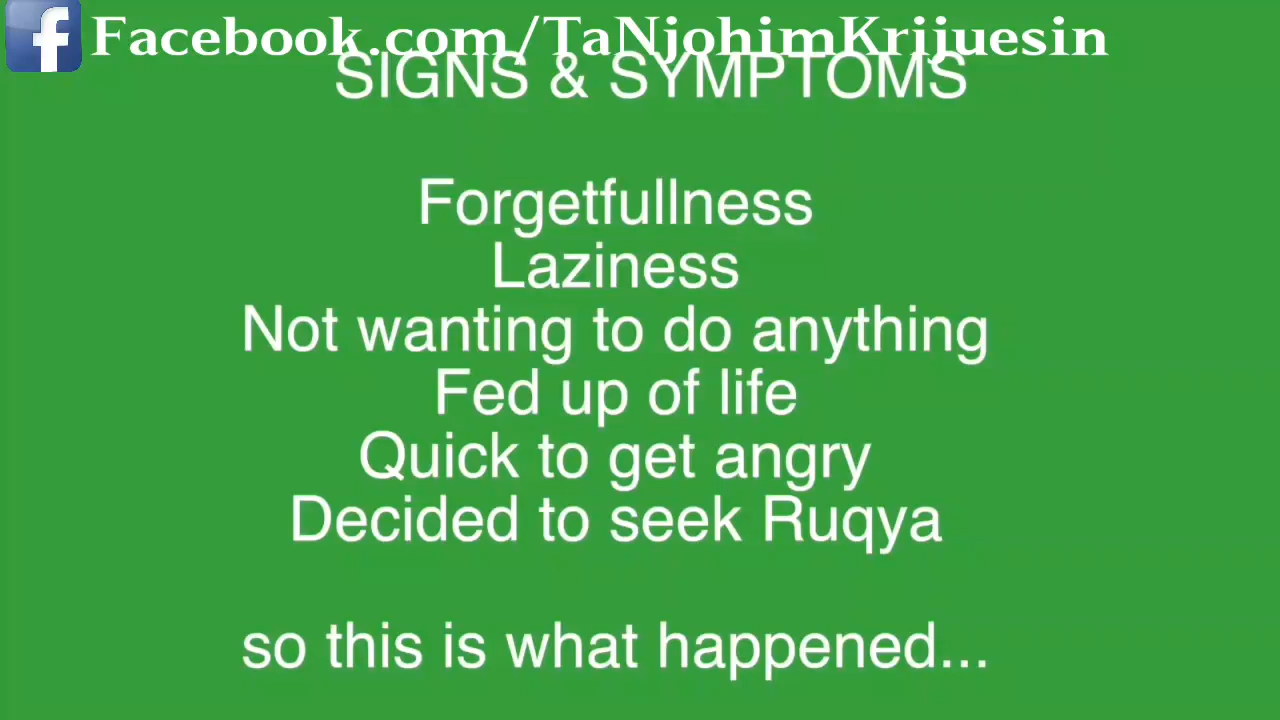 Facebook.com/TaNjohimKrijuesin
SIGNS & SYMPTOMS
Forgetfullness
Laziness
Not wanting to do anything
Fed up of life
Quick to get angry
Decided to seek Ruqya
so this is what happened...